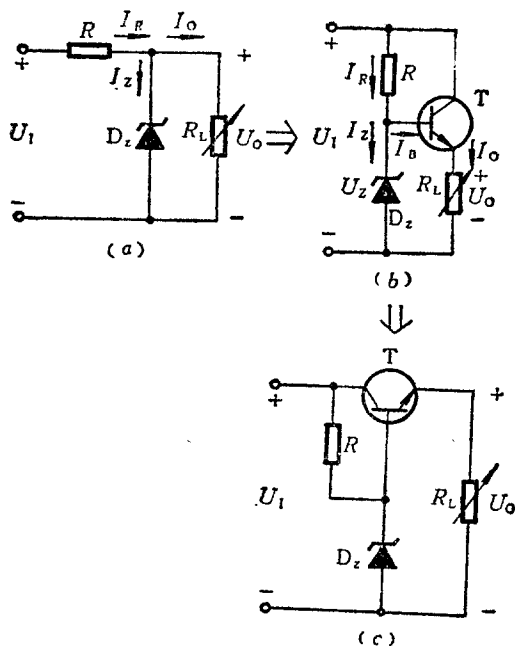 R I_R I_O
+ I_Z +
U_I D_Z R_L U_O
− −
(a)
+ I_R R T
U_I I_Z I_B I_O
U_Z D_Z R_L + U_O −
−
(b)
T
+ +
R
U_I R_L U_O
D_Z
− −
(c)